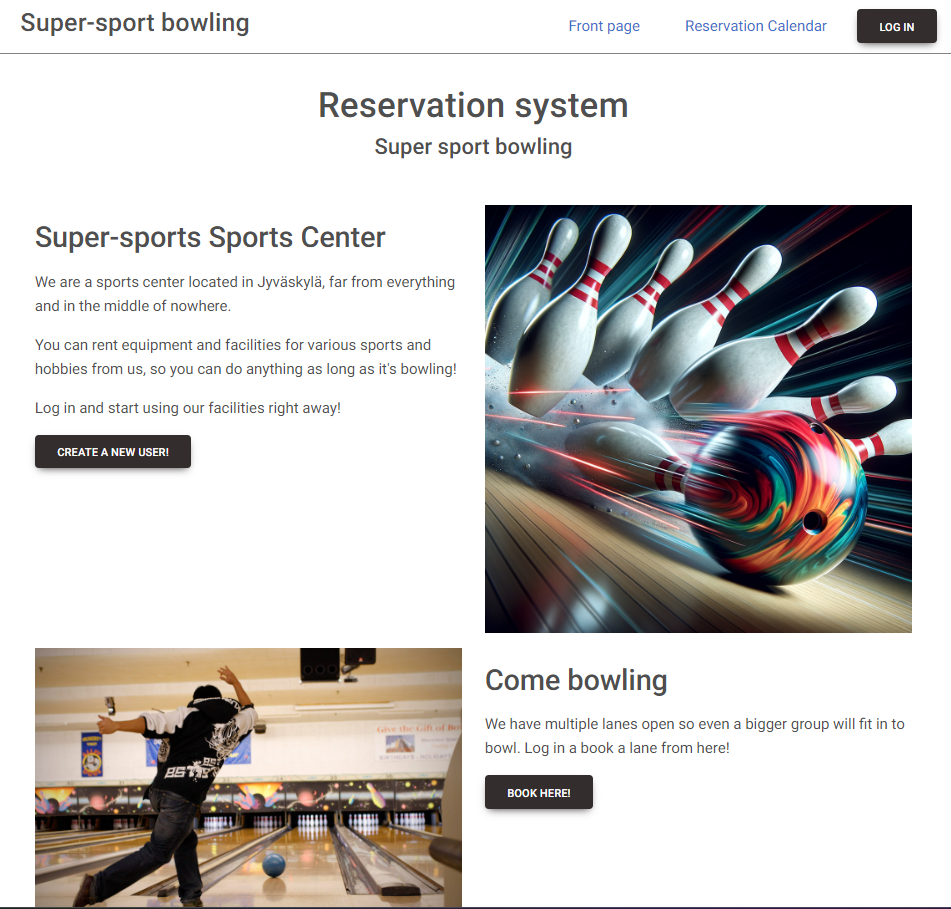 Super-sport bowling
Front page
Reservation Calendar
LOG IN
Reservation system
Super sport bowling
Super-sports Sports Center
We are a sports center located in Jyväskylä, far from everything
and in the middle of nowhere.
You can rent equipment and facilities for various sports and
hobbies from us, so you can do anything as long as it's bowling!
Log in and start using our facilities right away!
CREATE A NEW USER!
Give the Gift of
Come bowling
We have multiple lanes open so even a bigger group will fit in to
bowl. Log in a book a lane from here!
BOOK HERE!